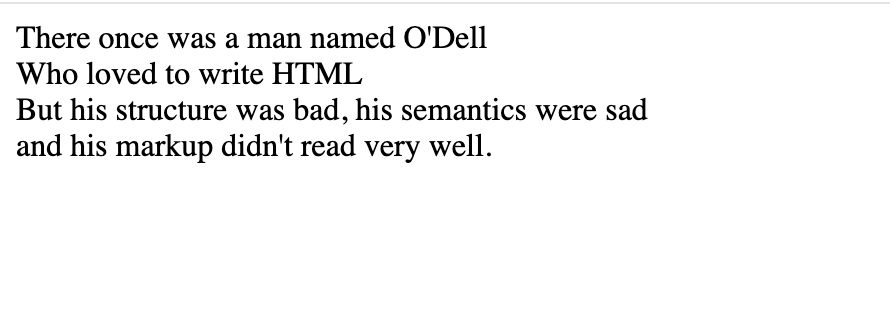 There once was a man named O'Dell
Who loved to write HTML
But his structure was bad, his semantics were sad
and his markup didn't read very well.